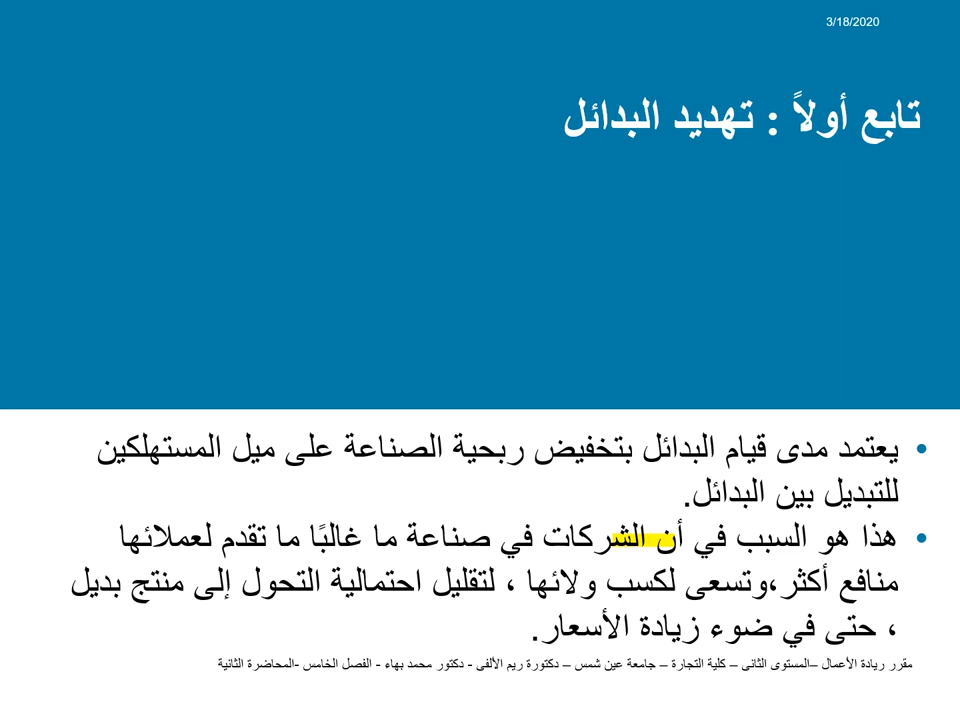 3/18/2020
تابع أولاً : تهديد البدائل
• يعتمد مدى قيام البدائل بتخفيض ربحية الصناعة على ميل المستهلكين
للتبديل بين البدائل.
• هذا هو السبب في أن الشركات في صناعة ما غالبًا ما تقدم لعملائها
منافع أكثر،وتسعى لكسب ولائها ، لتقليل احتمالية التحول إلى منتج بديل
، حتى في ضوء زيادة الأسعار.
مقرر ريادة الأعمال –المستوى الثانى – كلية التجارة – جامعة عين شمس – دكتورة ريم الألفى - دكتور محمد بهاء - الفصل الخامس -المحاضرة الثانية